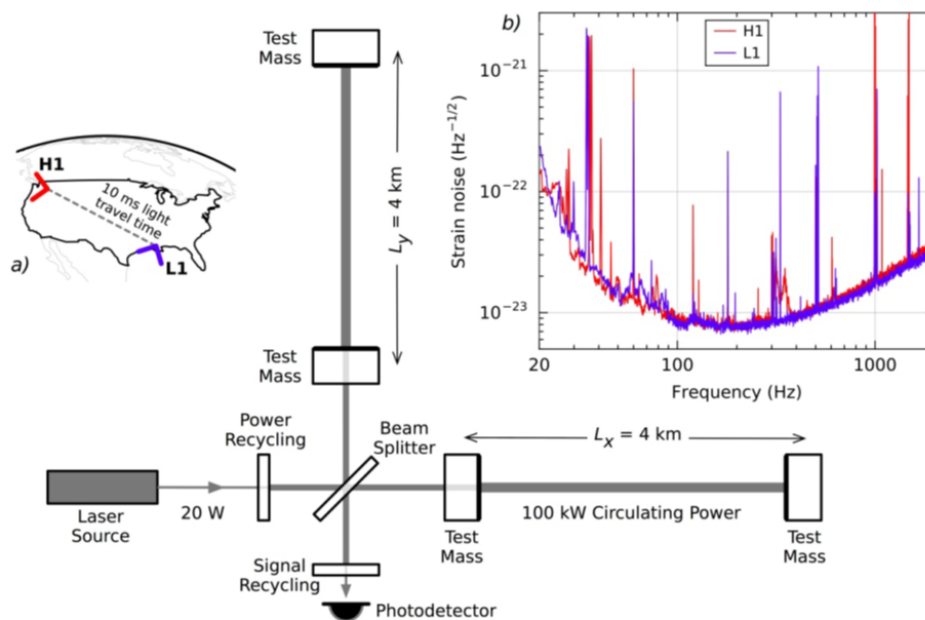 Test
Mass
b)
H1
L1
10⁻²¹
10⁻²²
10⁻²³
Strain noise (Hz⁻¹/²)
20
100
1000
Frequency (Hz)
H1
10 ms light
travel time
L1
a)
L_y = 4 km
Test
Mass
Power
Recycling
Beam
Splitter
L_x = 4 km
Laser
Source
20 W
100 kW Circulating Power
Test
Mass
Test
Mass
Signal
Recycling
Photodetector